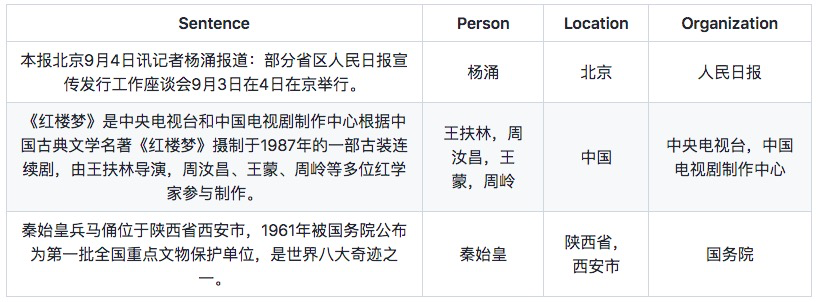 Sentence Person Location Organization
本报北京9月4日讯记者杨涌报道：部分省区人民日报宣
传发行工作座谈会9月3日在4日在京举行。
杨涌
北京
人民日报
《红楼梦》是中央电视台和中国电视剧制作中心根据中
国古典文学名著《红楼梦》摄制于1987年的一部古装连
续剧，由王扶林导演，周汝昌、王蒙、周岭等多位红学
家参与制作。
王扶林，周
汝昌，王
蒙，周岭
中国
中央电视台，中国
电视剧制作中心
秦始皇兵马俑位于陕西省西安市，1961年被国务院公布
为第一批全国重点文物保护单位，是世界八大奇迹之
一。
秦始皇
陕西省，
西安市
国务院